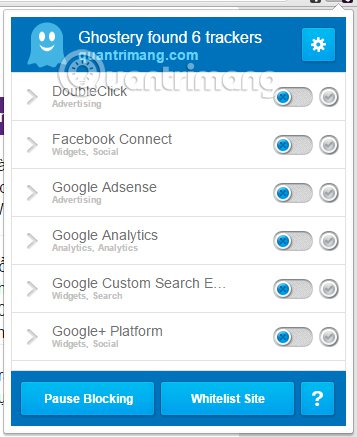 Ghostery found 6 trackers
quantrimang.com
Quantrimang
DoubleClick
Advertising
Facebook Connect
Widgets, Social
Google Adsense
Advertising
Google Analytics
Analytics, Analytics
Google Custom Search E...
Widgets, Search
Google+ Platform
Widgets, Social
Pause Blocking
Whitelist Site
?